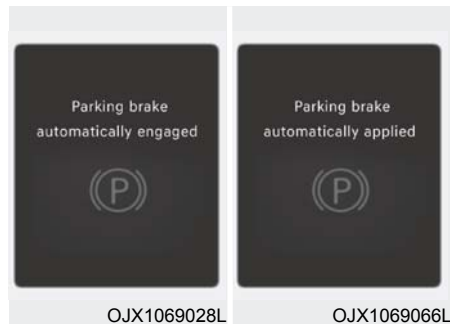 Parking brake
automatically engaged
(P)
OJX1069028L
Parking brake
automatically applied
(P)
OJX1069066L